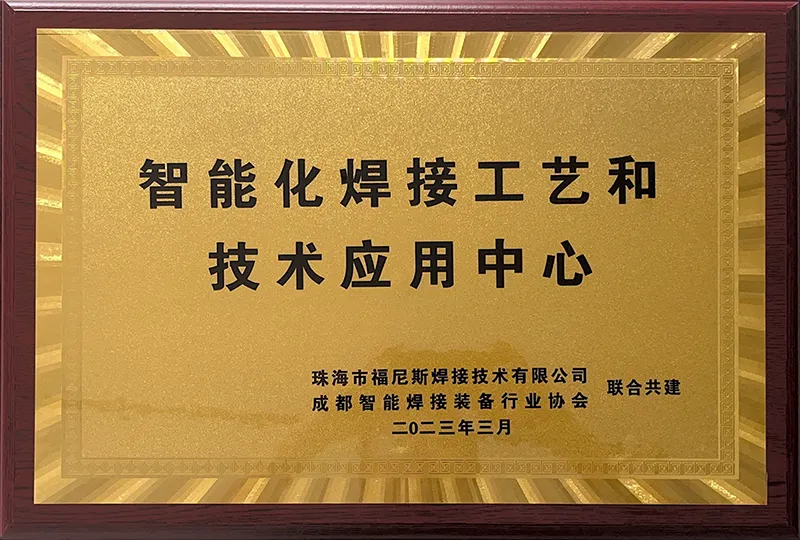 智能化焊接工艺和
技术应用中心
珠海市福尼斯焊接技术有限公司
成都智能焊接装备行业协会
联合共建
二0二三年三月